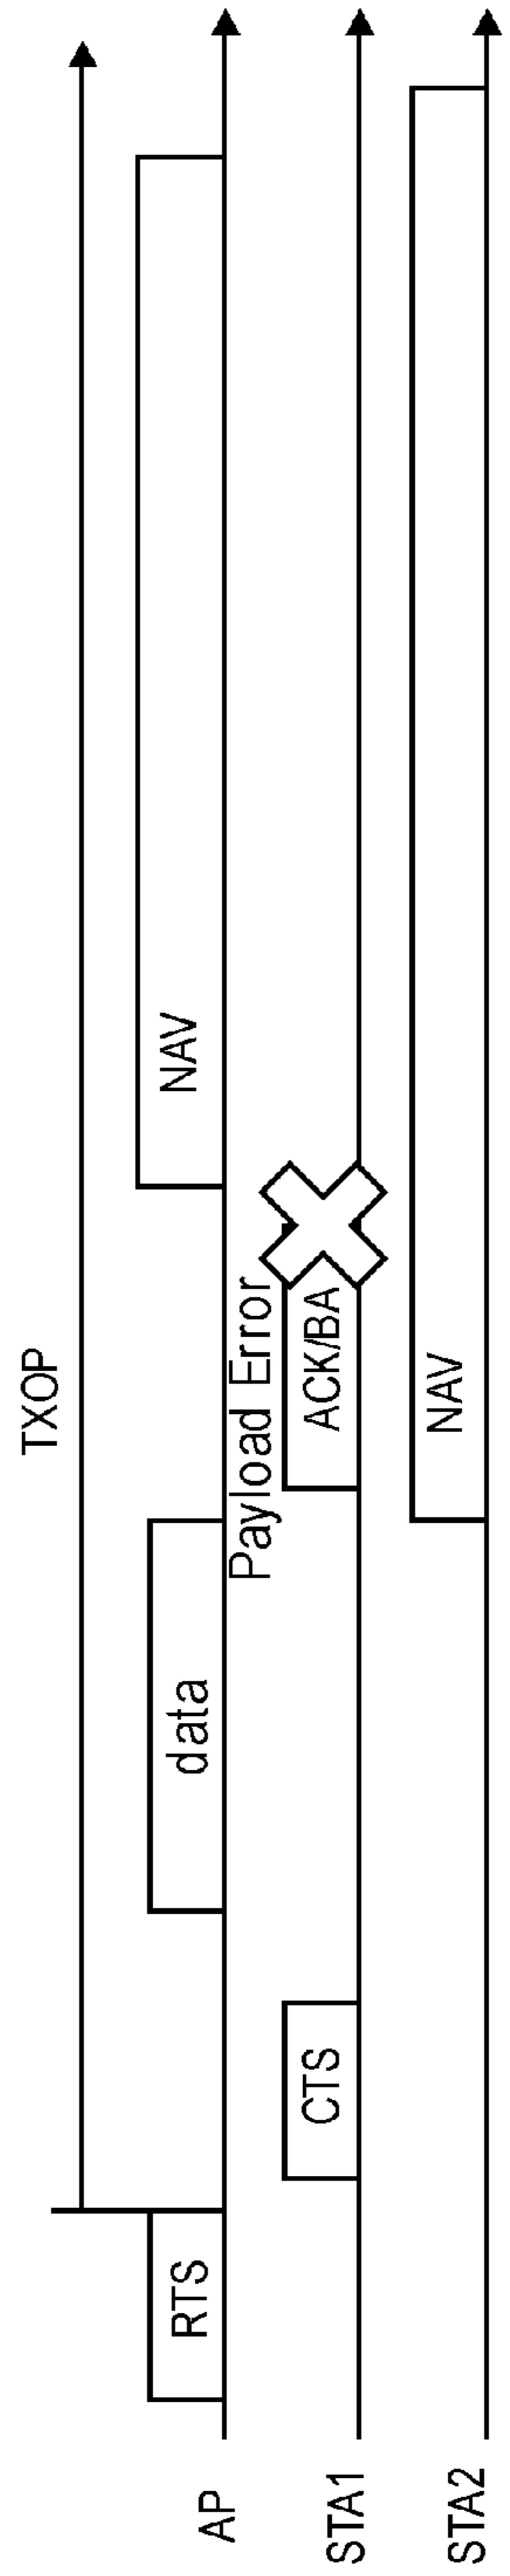 TXOP
AP
RTS
data
NAV
Payload Error
STA1
CTS
ACK/BA
STA2
NAV